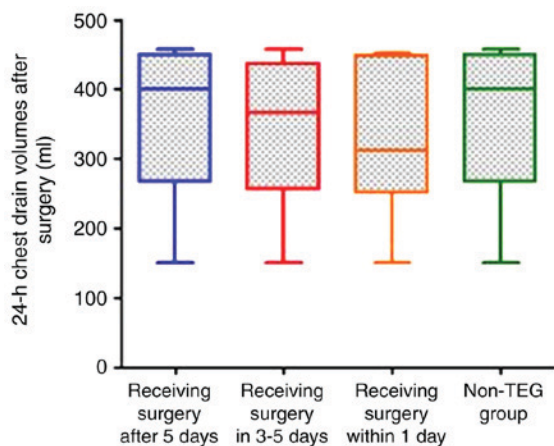 24-h chest drain volumes after
surgery (ml)
500
400
300
200
100
0
Receiving
surgery
after 5 days
Receiving
surgery
in 3-5 days
Receiving
surgery
within 1 day
Non-TEG
group